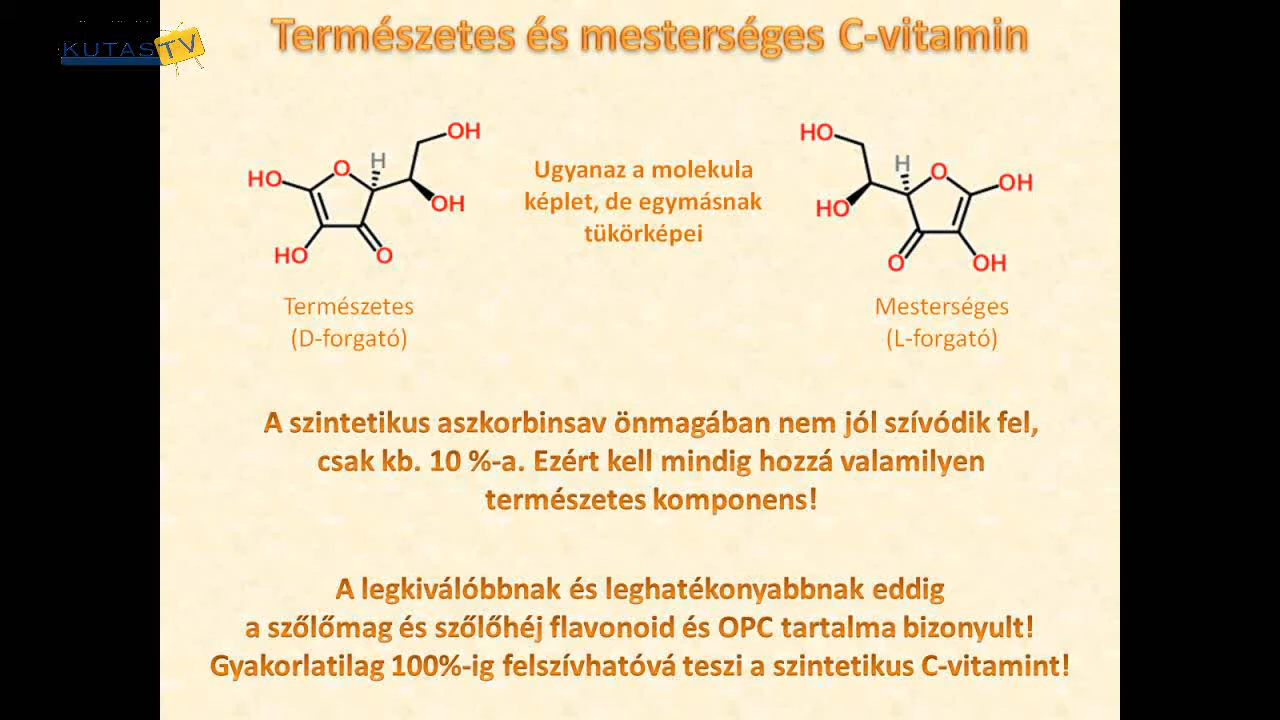 KUTAS TV
Természetes és mesterséges C-vitamin
OH
H
O
HO
OH
HO
O
Ugyanaz a molekula
képlet, de egymásnak
tükörképei
HO
H
O
OH
HO
O
OH
Természetes
(D-forgató)
Mesterséges
(L-forgató)
A szintetikus aszkorbinsav önmagában nem jól szívódik fel,
csak kb. 10 %-a. Ezért kell mindig hozzá valamilyen
természetes komponens!
A legkiválóbbnak és leghatékonyabbnak eddig
a szőlőmag és szőlőhéj flavonoid és OPC tartalma bizonyult!
Gyakorlatilag 100%-ig felszívhatóvá teszi a szintetikus C-vitamint!